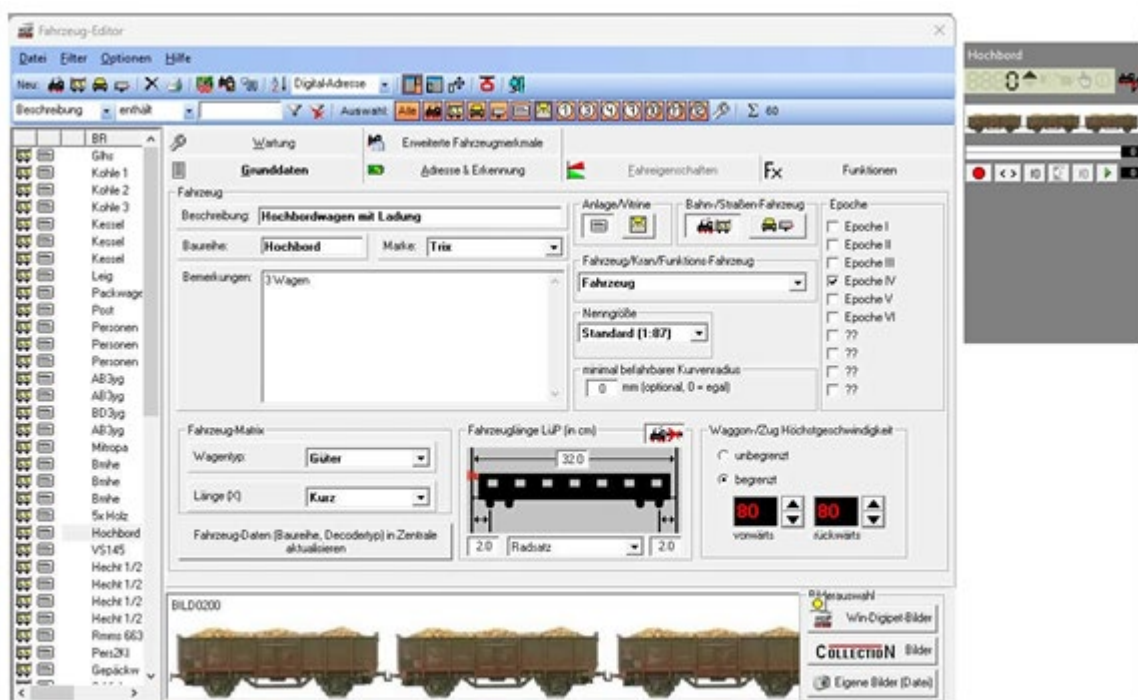 Fahrzeug-Editor
Datei Filter Optionen Hilfe
Neu: Digital-Adresse
Beschreibung enthält Auswahl: Alle Σ 60
BR
Glhs
Kohle 1
Kohle 2
Kohle 3
Kessel
Kessel
Kessel
Leig
Packwage
Post
Personen
Personen
Personen
AB3yg
AB3yg
BD3yg
AB3yg
Mitropa
Bmhe
Bmhe
Bmhe
5x Holz
Hochbord
VS145
Hecht 1/2
Hecht 1/2
Hecht 1/2
Hecht 1/2
Rmms 663
Pers2Kl
Gepäckw
Wartung Erweiterte Fahrzeugmerkmale
Grunddaten Adresse & Erkennung Fahreigenschaften Fx Funktionen
Fahrzeug
Beschreibung: Hochbordwagen mit Ladung
Baureihe: Hochbord Marke: Trix
Bemerkungen: 3 Wagen
Anlage/Vitrine Bahn-/Straßen-Fahrzeug
Fahrzeug/Kran/Funktions-Fahrzeug
Fahrzeug
Nenngröße
Standard (1:87)
minimal befahrbarer Kurvenradius
0 mm (optional, 0 = egal)
Epoche
Epoche I
Epoche II
Epoche III
Epoche IV
Epoche V
Epoche VI
??
??
??
??
Fahrzeug-Matrix
Wagentyp: Güter
Länge (X) Kurz
Fahrzeug-Daten (Baureihe, Decodertyp) in Zentrale
aktualisieren
Fahrzeuglänge LüP (in cm)
32.0
2.0 Radsatz 2.0
Waggon-/Zug Höchstgeschwindigkeit
unbegrenzt
begrenzt
80 80
vorwärts rückwärts
BILD0200
Bilderauswahl
Win-Digipet-Bilder
COLLECTION Bilder
Eigene Bilder (Datei)
Hochbord
0